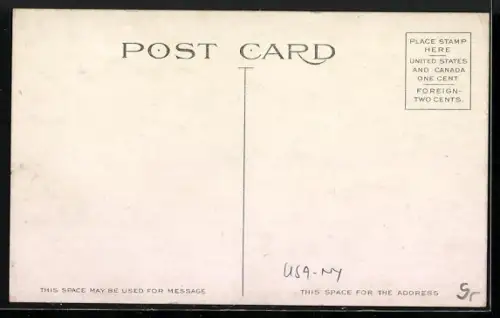 POST CARD
PLACE STAMP
HERE
UNITED STATES
AND CANADA
ONE CENT
FOREIGN-
TWO CENTS.
USA-NY
THIS SPACE MAY BE USED FOR MESSAGE
THIS SPACE FOR THE ADDRESS